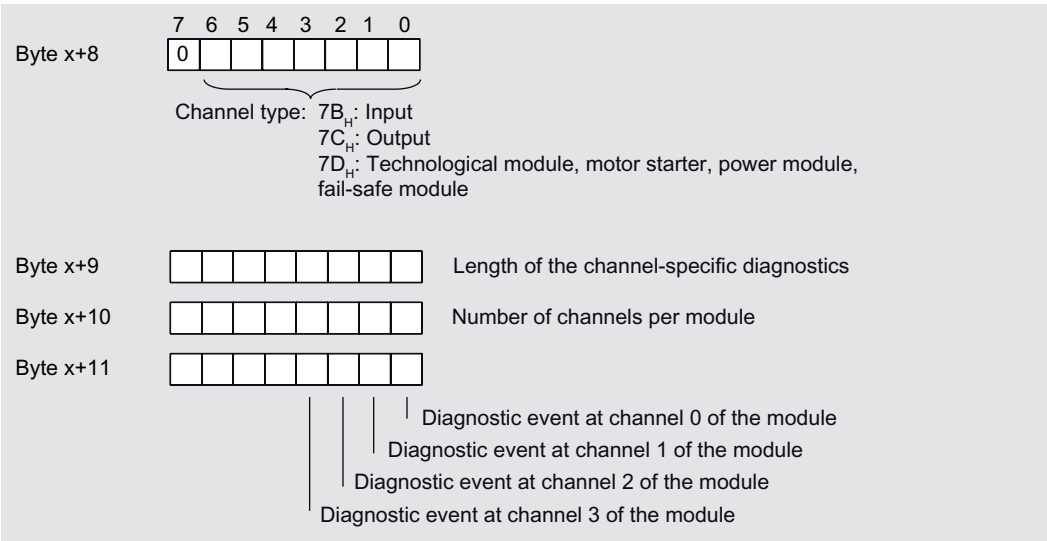 7 6 5 4 3 2 1 0
Byte x+8 0
Channel type: 7BH: Input
7CH: Output
7DH: Technological module, motor starter, power module,
fail-safe module
Byte x+9 Length of the channel-specific diagnostics
Byte x+10 Number of channels per module
Byte x+11
Diagnostic event at channel 0 of the module
Diagnostic event at channel 1 of the module
Diagnostic event at channel 2 of the module
Diagnostic event at channel 3 of the module